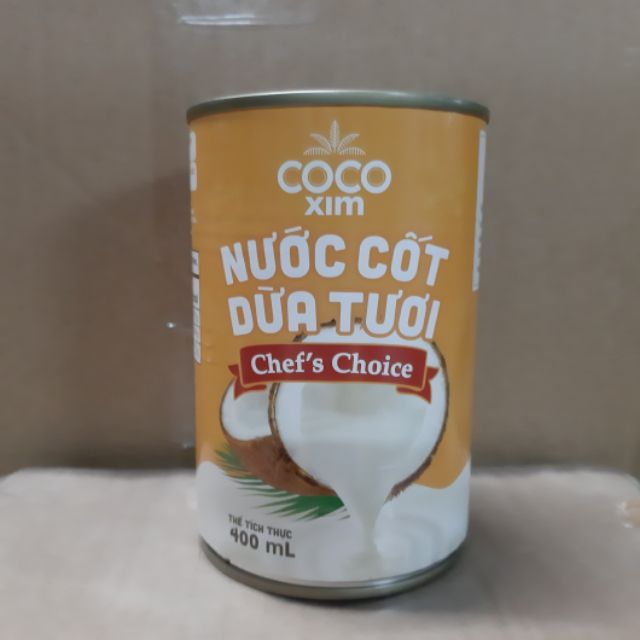 COCO
XIM
NƯỚC CỐT
DỪA TƯƠI
Chef's Choice
THỂ TÍCH THỰC
400 mL